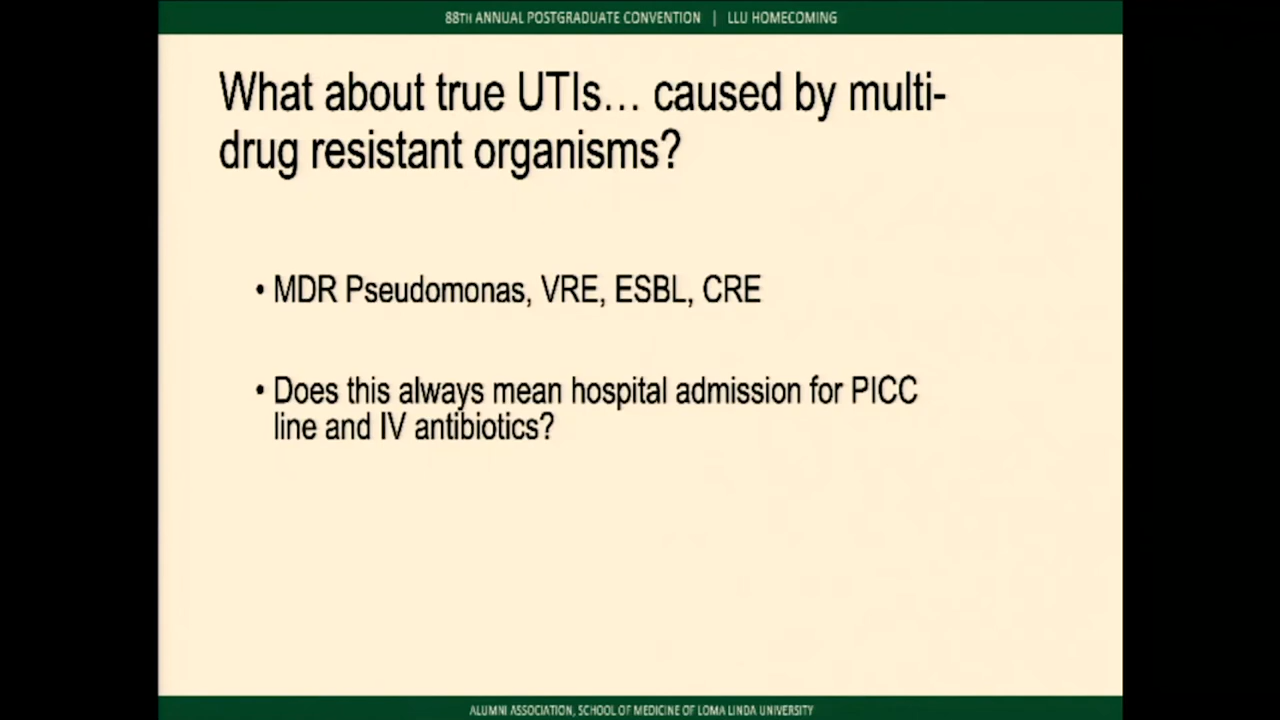 88TH ANNUAL POSTGRADUATE CONVENTION | LLU HOMECOMING
What about true UTIs… caused by multi-
drug resistant organisms?
• MDR Pseudomonas, VRE, ESBL, CRE
• Does this always mean hospital admission for PICC
line and IV antibiotics?
ALUMNI ASSOCIATION, SCHOOL OF MEDICINE OF LOMA LINDA UNIVERSITY